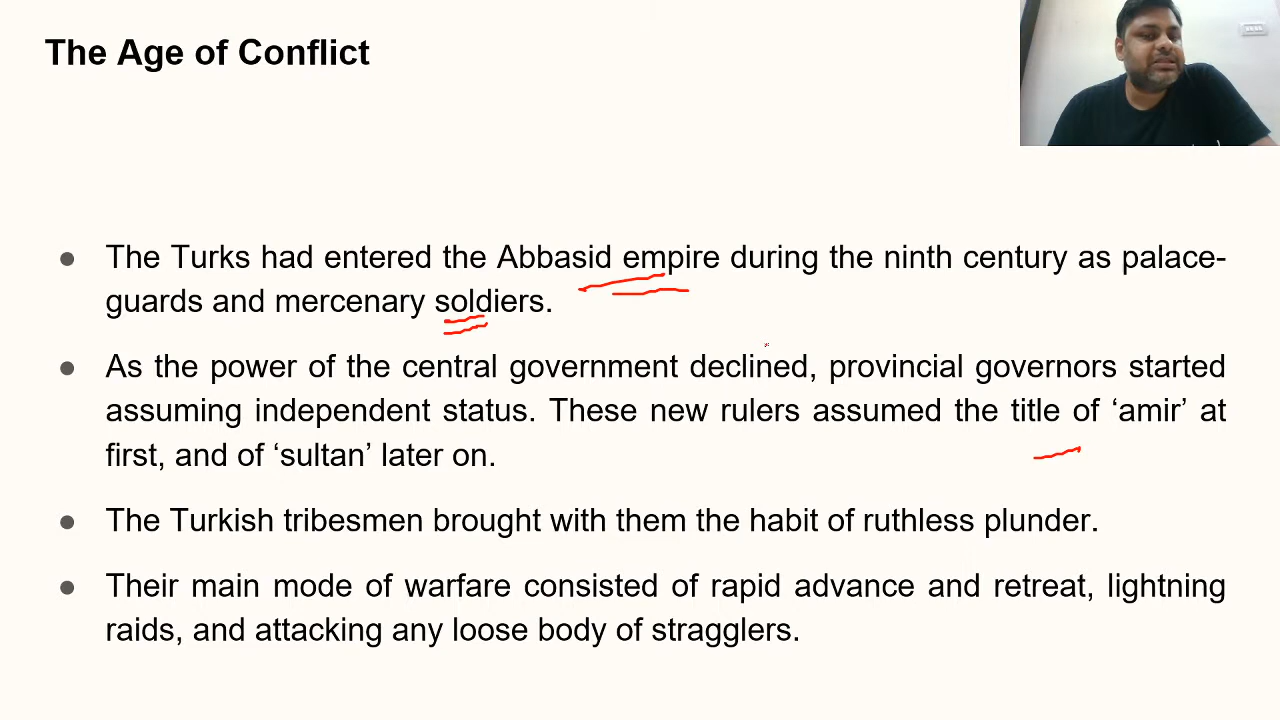 The Age of Conflict
● The Turks had entered the Abbasid empire during the ninth century as palace-
guards and mercenary soldiers.
● As the power of the central government declined, provincial governors started
assuming independent status. These new rulers assumed the title of ‘amir’ at
first, and of ‘sultan’ later on.
● The Turkish tribesmen brought with them the habit of ruthless plunder.
● Their main mode of warfare consisted of rapid advance and retreat, lightning
raids, and attacking any loose body of stragglers.